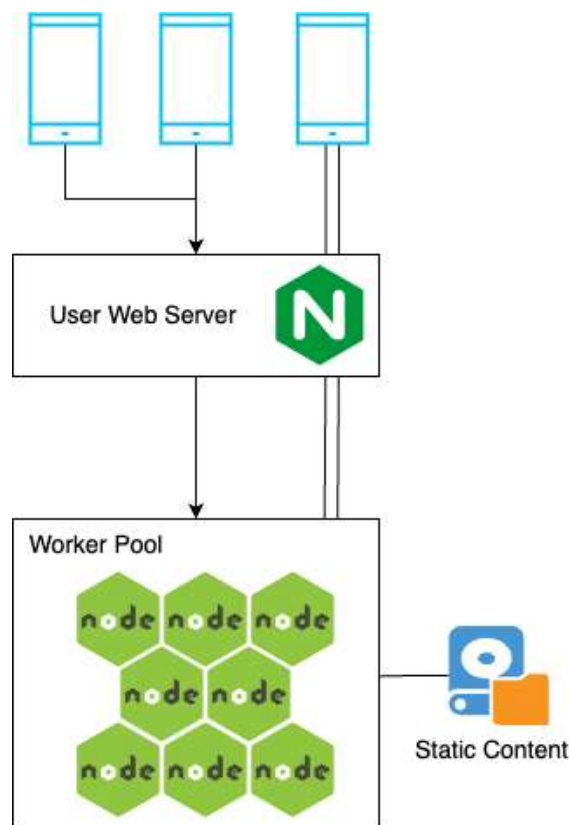 User Web Server
N
Worker Pool
node node node
node node
node node node
Static Content